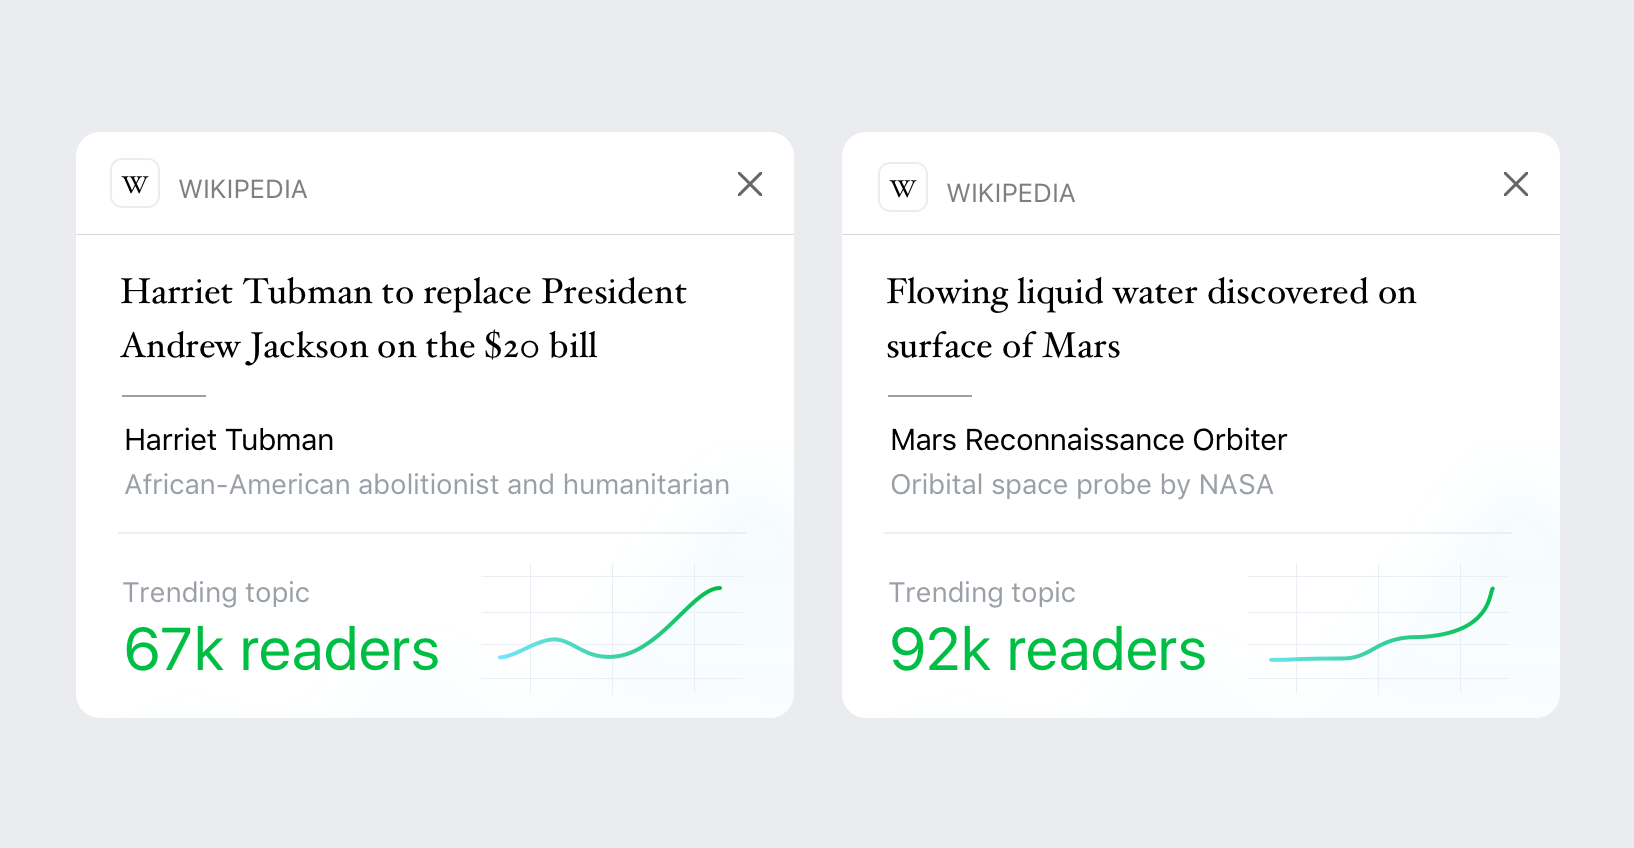 W WIKIPEDIA
Harriet Tubman to replace President
Andrew Jackson on the $20 bill
Harriet Tubman
African-American abolitionist and humanitarian
Trending topic
67k readers
W WIKIPEDIA
Flowing liquid water discovered on
surface of Mars
Mars Reconnaissance Orbiter
Oribital space probe by NASA
Trending topic
92k readers